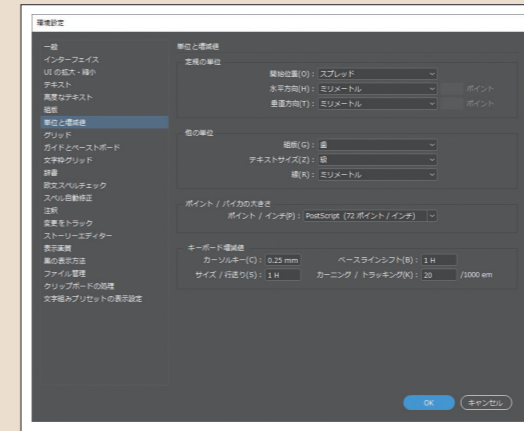 環境設定
一般
インターフェイス
UI の拡大・縮小
テキスト
高度なテキスト
組版
単位と増減値
グリッド
ガイドとペーストボード
文字枠グリッド
辞書
欧文スペルチェック
スペル自動修正
注釈
変更をトラック
ストーリーエディター
表示画質
黒の表示方法
ファイル管理
クリップボードの処理
文字組みプリセットの表示設定
単位と増減値
定規の単位
開始位置(O): スプレッド
水平方向(H): ミリメートル ポイント
垂直方向(T): ミリメートル ポイント
他の単位
組版(G): 歯
テキストサイズ(Z): 級
線(R): ミリメートル
ポイント / パイカの大きさ
ポイント / インチ(P): PostScript (72 ポイント / インチ)
キーボード増減値
カーソルキー(C): 0.25 mm ベースラインシフト(B): 1 H
サイズ / 行送り(S): 1 H カーニング / トラッキング(K): 20 /1000 em
OK キャンセル